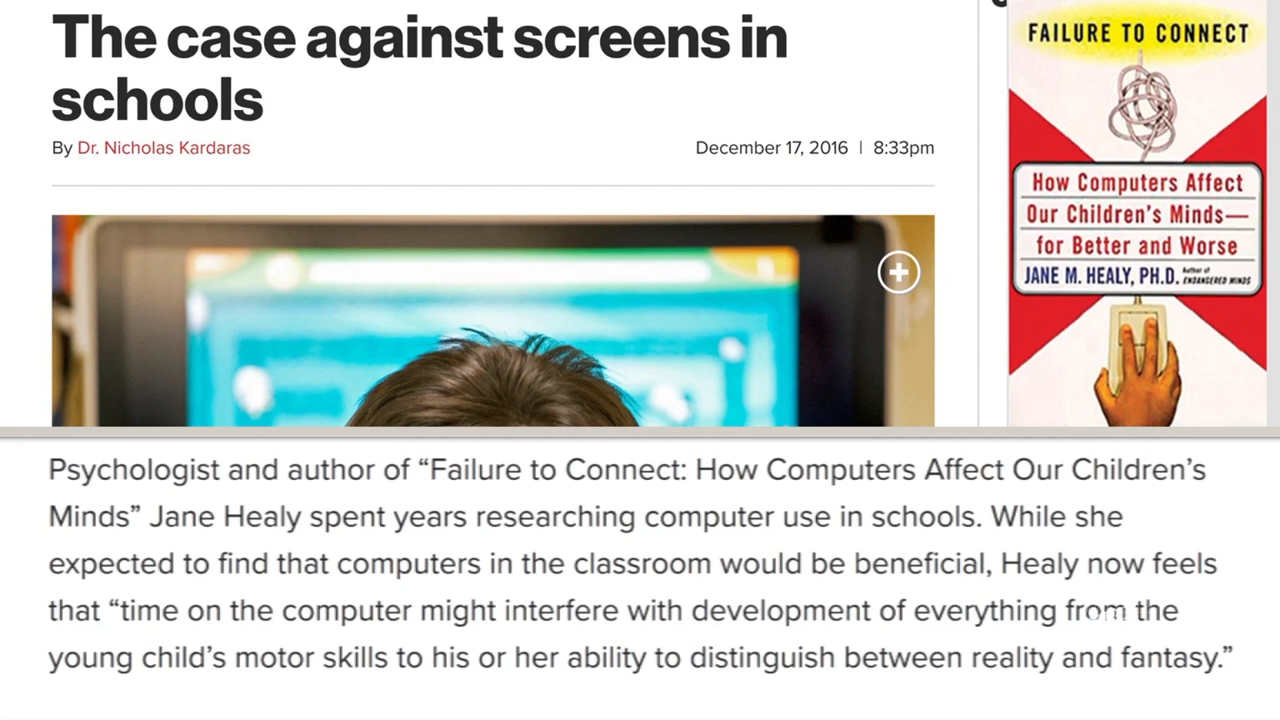 The case against screens in
schools
By Dr. Nicholas Kardaras
December 17, 2016 | 8:33pm
FAILURE TO CONNECT
How Computers Affect
Our Children's Minds—
for Better and Worse
JANE M. HEALY, PH.D. Author of ENDANGERED MINDS
Psychologist and author of “Failure to Connect: How Computers Affect Our Children’s
Minds” Jane Healy spent years researching computer use in schools. While she
expected to find that computers in the classroom would be beneficial, Healy now feels
that “time on the computer might interfere with development of everything from the
young child’s motor skills to his or her ability to distinguish between reality and fantasy.”